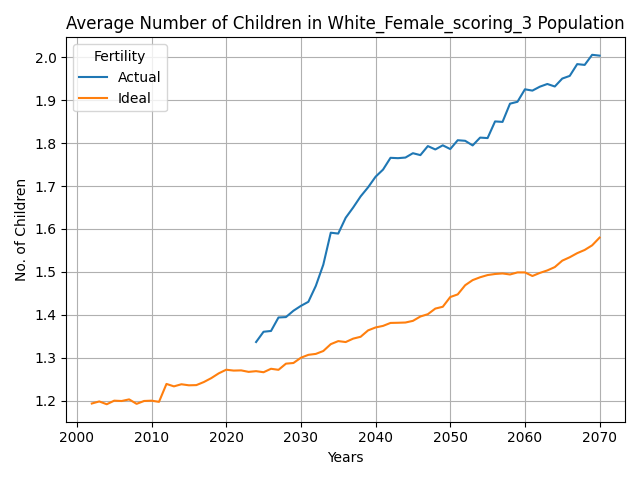 Average Number of Children in White_Female_scoring_3 Population
Fertility
Actual
Ideal
No. of Children
2.0
1.9
1.8
1.7
1.6
1.5
1.4
1.3
1.2
2000 2010 2020 2030 2040 2050 2060 2070
Years